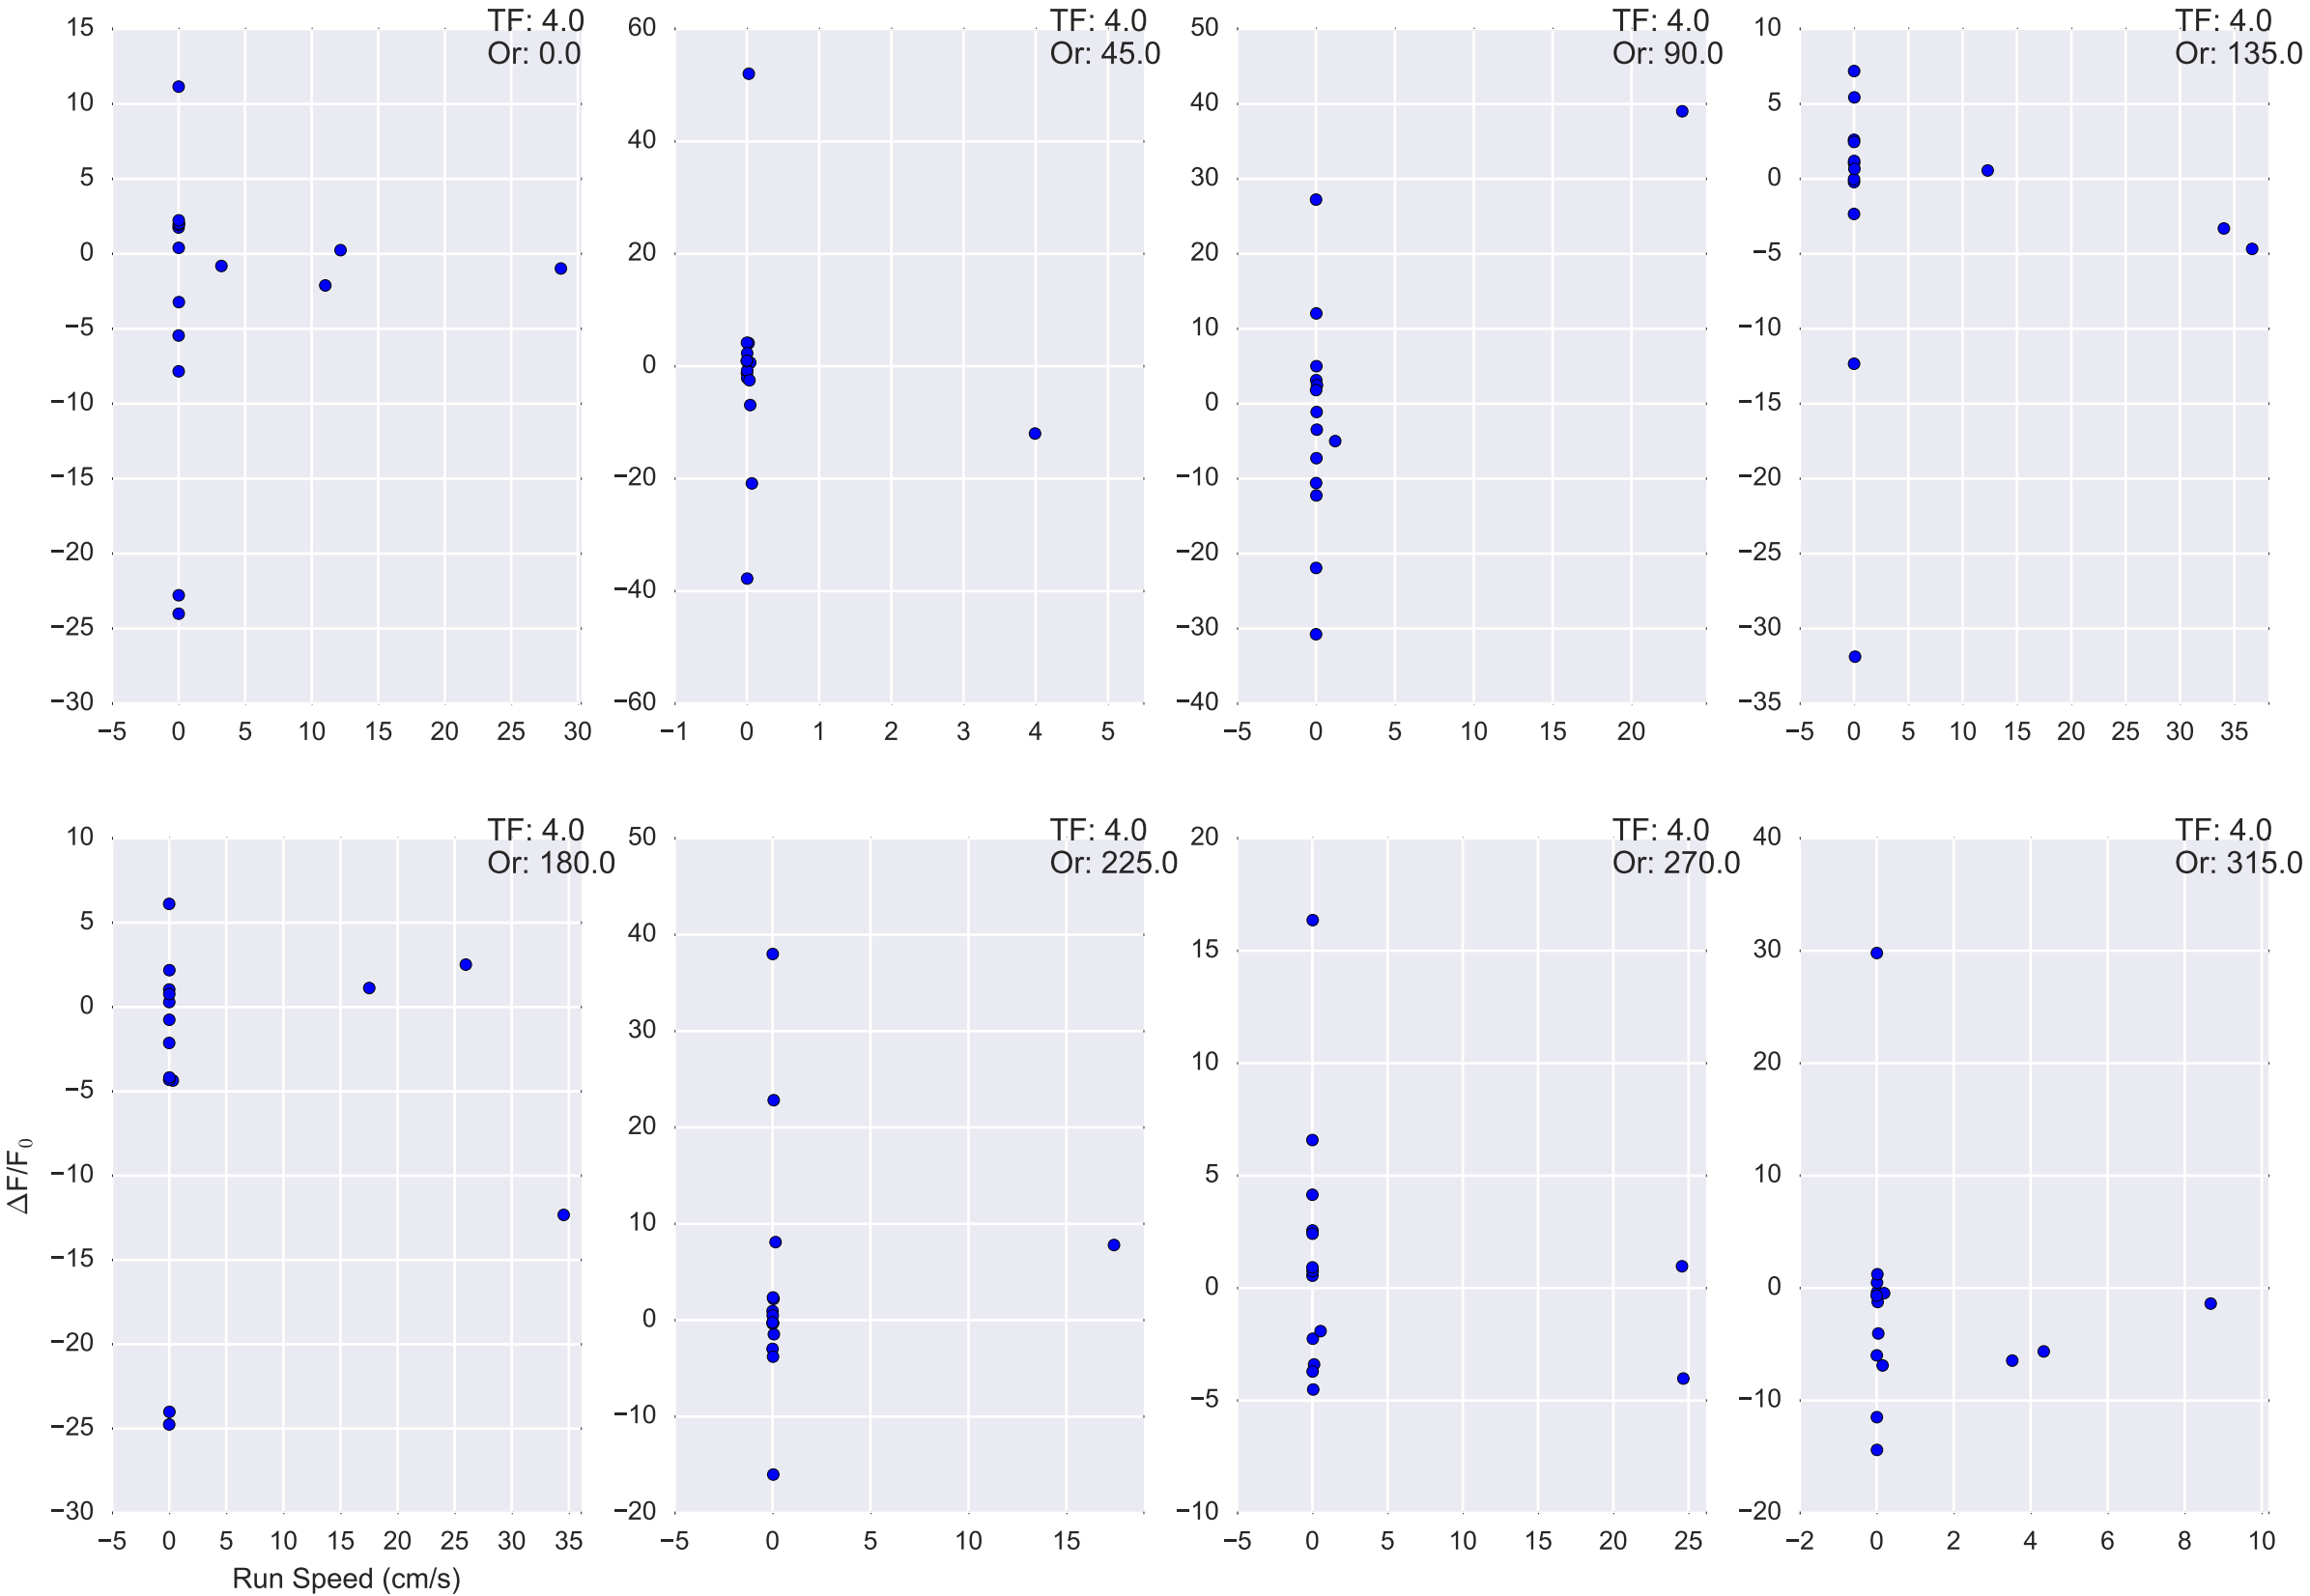 TF: 4.0
Or: 0.0
15
10
5
0
−5
−10
−15
−20
−25
−30
−5 0 5 10 15 20 25 30
TF: 4.0
Or: 45.0
60
40
20
0
−20
−40
−60
−1 0 1 2 3 4 5
TF: 4.0
Or: 90.0
50
40
30
20
10
0
−10
−20
−30
−40
−5 0 5 10 15 20
TF: 4.0
Or: 135.0
10
5
0
−5
−10
−15
−20
−25
−30
−35
−5 0 5 10 15 20 25 30 35
TF: 4.0
Or: 180.0
10
5
0
−5
−10
−15
−20
−25
−30
ΔF/F₀
−5 0 5 10 15 20 25 30 35
Run Speed (cm/s)
TF: 4.0
Or: 225.0
50
40
30
20
10
0
−10
−20
−5 0 5 10 15
TF: 4.0
Or: 270.0
20
15
10
5
0
−5
−10
−5 0 5 10 15 20 25
TF: 4.0
Or: 315.0
40
30
20
10
0
−10
−20
−2 0 2 4 6 8 10